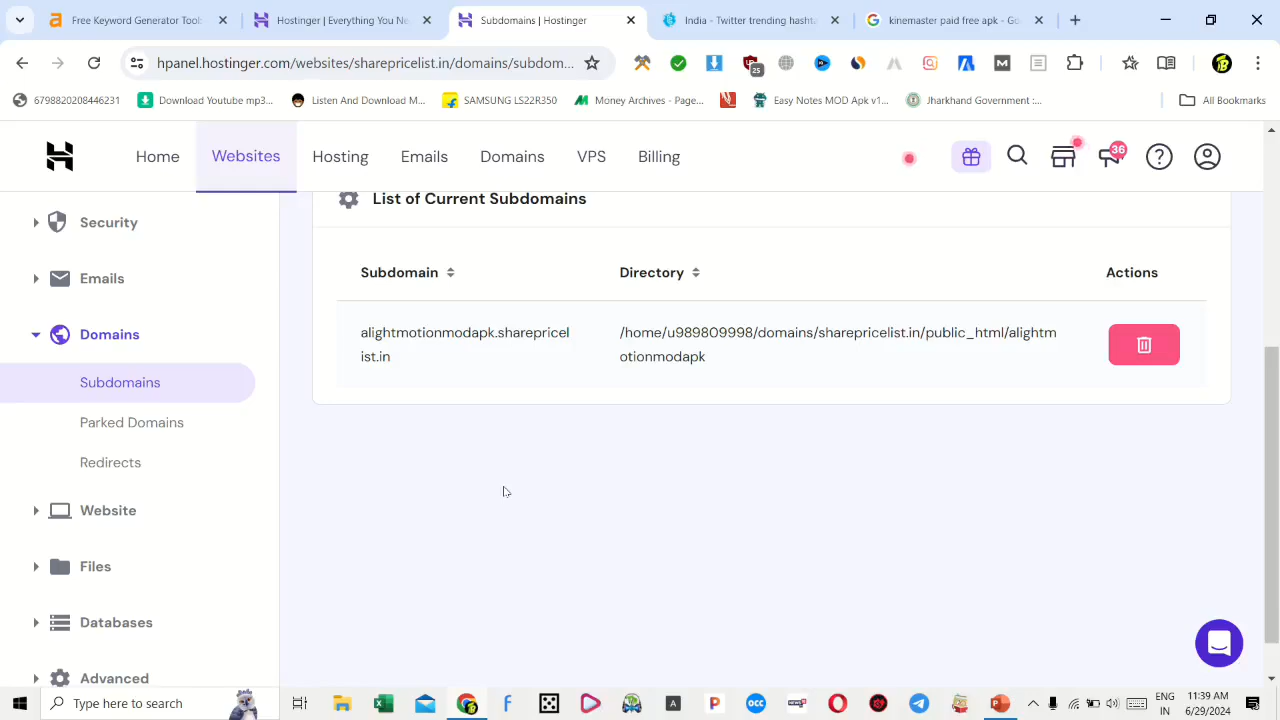 Free Keyword Generator Tool:
Hostinger | Everything You Ne
Subdomains | Hostinger
India - Twitter trending hashta
kinemaster paid free apk - Go
hpanel.hostinger.com/websites/sharepricelist.in/domains/subdom...
25
67988...0208446231
Download Youtube mp3...
Listen And Download M...
SAMSUNG LS22R350
Money Archives - Page...
Easy Notes MOD Apk v1...
Jharkhand Government :...
All Bookmarks
Home
Websites
Hosting
Emails
Domains
VPS
Billing
36
Security
Emails
Domains
Subdomains
Parked Domains
Redirects
Website
Files
Databases
Advanced
List of Current Subdomains
Subdomain Directory Actions
alightmotionmodapk.sharepricel
ist.in
/home/u989809998/domains/sharepricelist.in/public_html/alightm
otionmodapk
Type here to search
ENG
IN
11:39 AM
6/29/2024